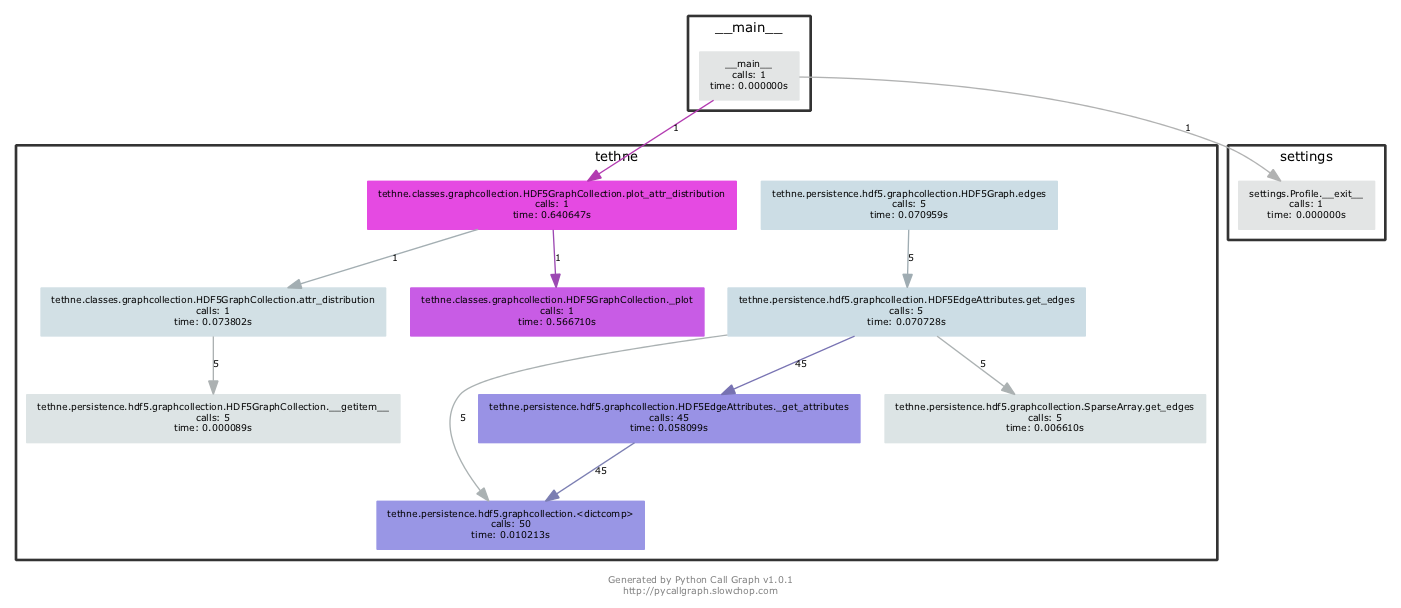 __main__
__main__
calls: 1
time: 0.000000s
1
1
tethne
settings
tethne.classes.graphcollection.HDF5GraphCollection.plot_attr_distribution
calls: 1
time: 0.640647s
tethne.persistence.hdf5.graphcollection.HDF5Graph.edges
calls: 5
time: 0.070959s
settings.Profile.__exit__
calls: 1
time: 0.000000s
1
1
5
tethne.classes.graphcollection.HDF5GraphCollection.attr_distribution
calls: 1
time: 0.073802s
tethne.classes.graphcollection.HDF5GraphCollection._plot
calls: 1
time: 0.566710s
tethne.persistence.hdf5.graphcollection.HDF5EdgeAttributes.get_edges
calls: 5
time: 0.070728s
5
45
5
tethne.persistence.hdf5.graphcollection.HDF5GraphCollection.__getitem__
calls: 5
time: 0.000089s
5
tethne.persistence.hdf5.graphcollection.HDF5EdgeAttributes._get_attributes
calls: 45
time: 0.058099s
tethne.persistence.hdf5.graphcollection.SparseArray.get_edges
calls: 5
time: 0.006610s
45
tethne.persistence.hdf5.graphcollection.<dictcomp>
calls: 50
time: 0.010213s
Generated by Python Call Graph v1.0.1
http://pycallgraph.slowchop.com